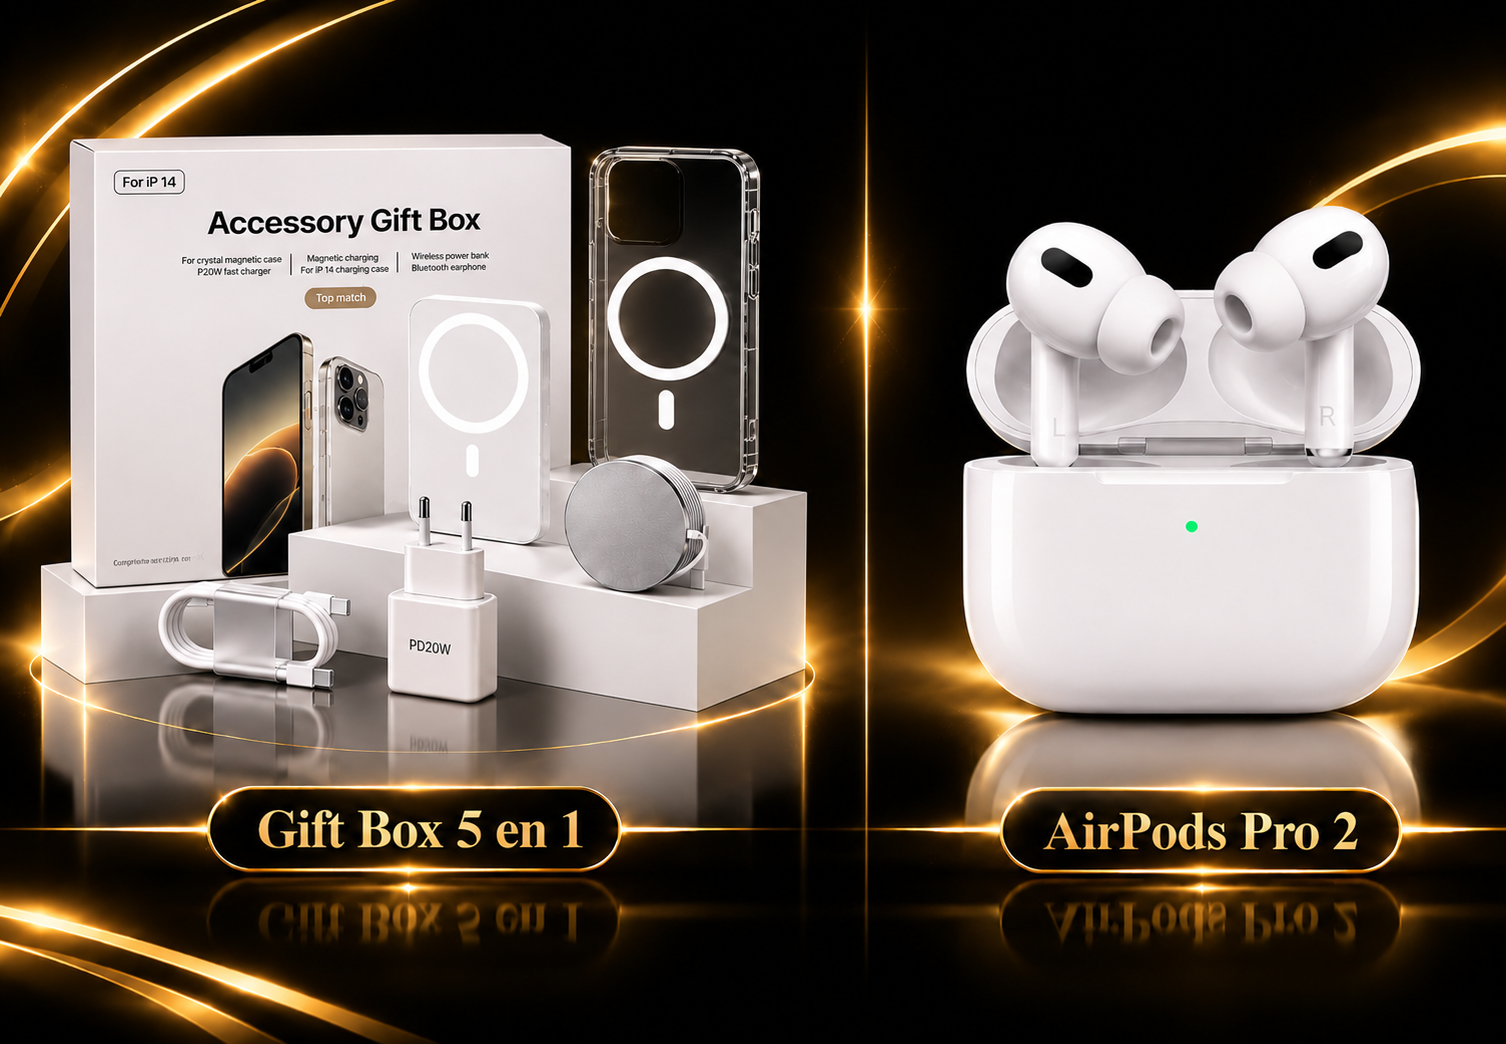 For iP 14
Accessory Gift Box
For crystal magnetic case
P20W fast charger
Magnetic charging
For iP 14 charging case
Wireless power bank
Bluetooth earphone
Top match
PD20W
L
R
Gift Box 5 en 1
AirPods Pro 2